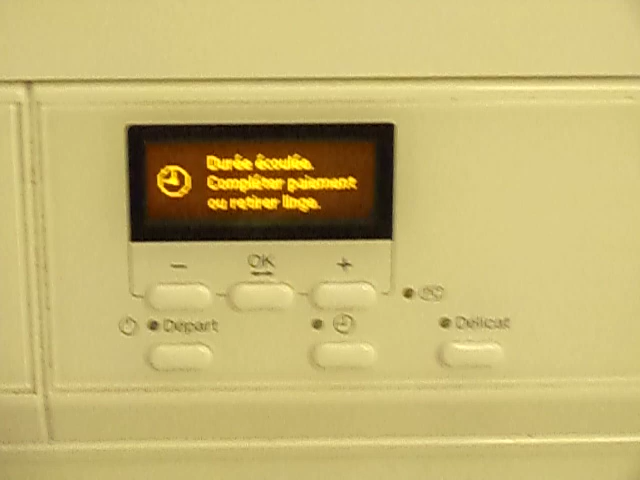 Durée écoulée.
Compléter paiement
ou retirer linge.
– OK +
Départ
Délicat